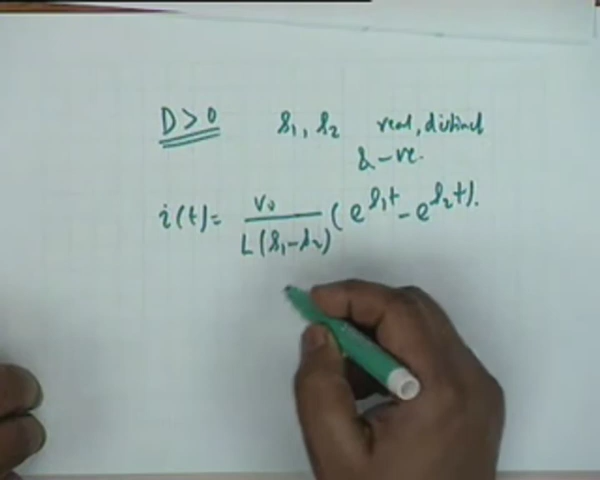 D > 0 s₁, s₂ real, distinct
& -ve.
i(t) = V₀ / L(s₁-s₂) (e^{s₁t} - e^{s₂t}).